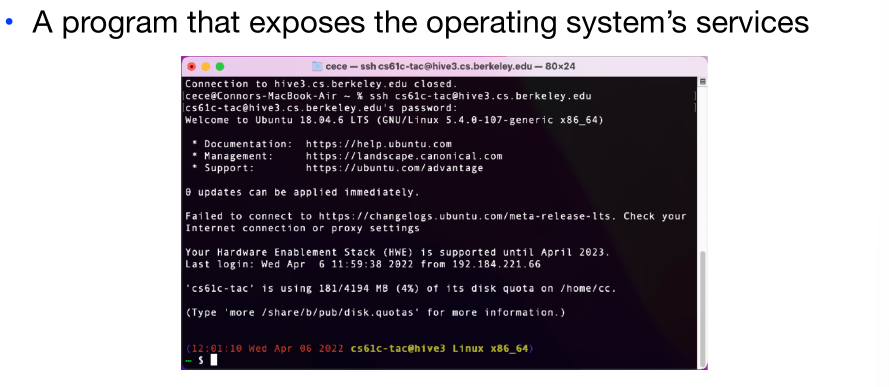 • A program that exposes the operating system's services
cece — ssh cs61c-tac@hive3.cs.berkeley.edu — 80×24
Connection to hive3.cs.berkeley.edu closed.
cece@Connors-MacBook-Air ~ % ssh cs61c-tac@hive3.cs.berkeley.edu
cs61c-tac@hive3.cs.berkeley.edu's password:
Welcome to Ubuntu 18.04.6 LTS (GNU/Linux 5.4.0-107-generic x86_64)
* Documentation: https://help.ubuntu.com
* Management: https://landscape.canonical.com
* Support: https://ubuntu.com/advantage
0 updates can be applied immediately.
Failed to connect to https://changelogs.ubuntu.com/meta-release-lts. Check your
Internet connection or proxy settings
Your Hardware Enablement Stack (HWE) is supported until April 2023.
Last login: Wed Apr 6 11:59:38 2022 from 192.184.221.66
'cs61c-tac' is using 181/4194 MB (4%) of its disk quota on /home/cc.
(Type 'more /share/b/pub/disk.quotas' for more information.)
(12:01:10 Wed Apr 06 2022 cs61c-tac@hive3 Linux x86_64)
~ $